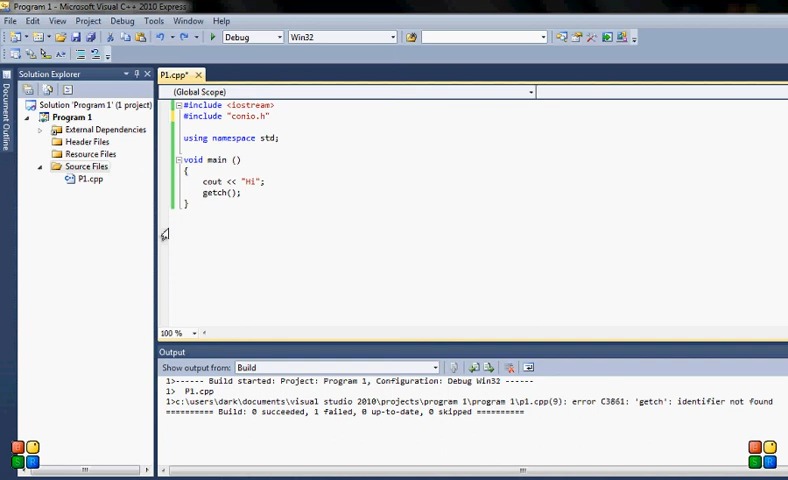 Program 1 - Microsoft Visual C++ 2010 Express
File Edit View Project Debug Tools Window Help
Debug Win32
Document Outline
Solution Explorer
Solution 'Program 1' (1 project)
Program 1
External Dependencies
Header Files
Resource Files
Source Files
P1.cpp
P1.cpp*
(Global Scope)
#include <iostream>
#include "conio.h"
using namespace std;
void main ()
{
cout << "Hi";
getch();
}
100 %
Output
Show output from: Build
1>------ Build started: Project: Program 1, Configuration: Debug Win32 ------
1> P1.cpp
1>c:\users\dark\documents\visual studio 2010\projects\program 1\program 1\p1.cpp(9): error C3861: 'getch': identifier not found
========== Build: 0 succeeded, 1 failed, 0 up-to-date, 0 skipped ==========